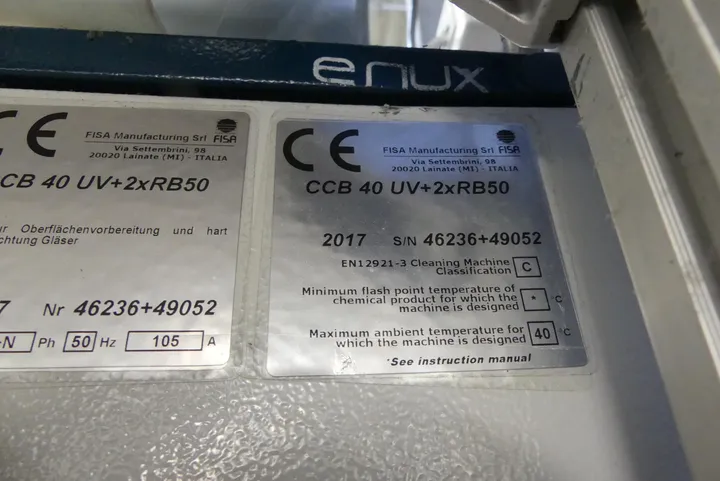 enux
CE
FISA Manufacturing Srl FISA
Via Settembrini, 98
20020 Lainate (MI) - ITALIA
CCB 40 UV+2xRB50
ur Oberflächenvorbereitung und hart
chtung Gläser
7 Nr 46236+49052
+N Ph 50 Hz 105 A
CE
FISA Manufacturing Srl FISA
Via Settembrini, 98
20020 Lainate (MI) - ITALIA
CCB 40 UV+2xRB50
2017 S/N 46236+49052
EN12921-3 Cleaning Machine
Classification C
Minimum flash point temperature of
chemical product for which the
machine is designed * °C
Maximum ambient temperature for
which the machine is designed 40 °C
*See instruction manual